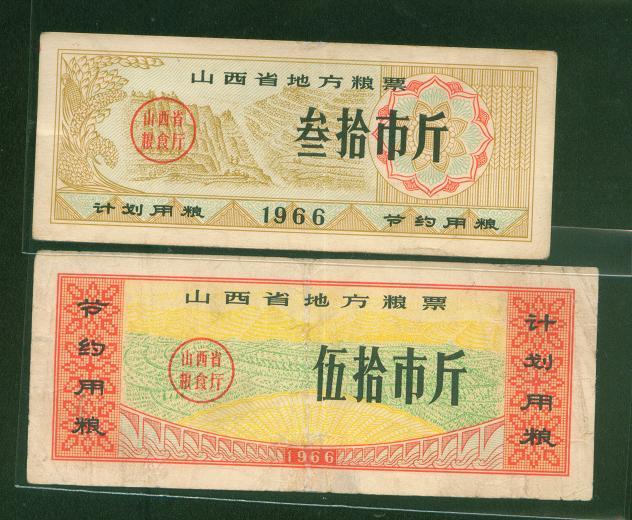 山西省地方粮票
山西省
粮食厅
叁拾市斤
计划用粮
1966
节约用粮
山西省地方粮票
节约用粮
山西省
粮食厅
伍拾市斤
计划用粮
1966